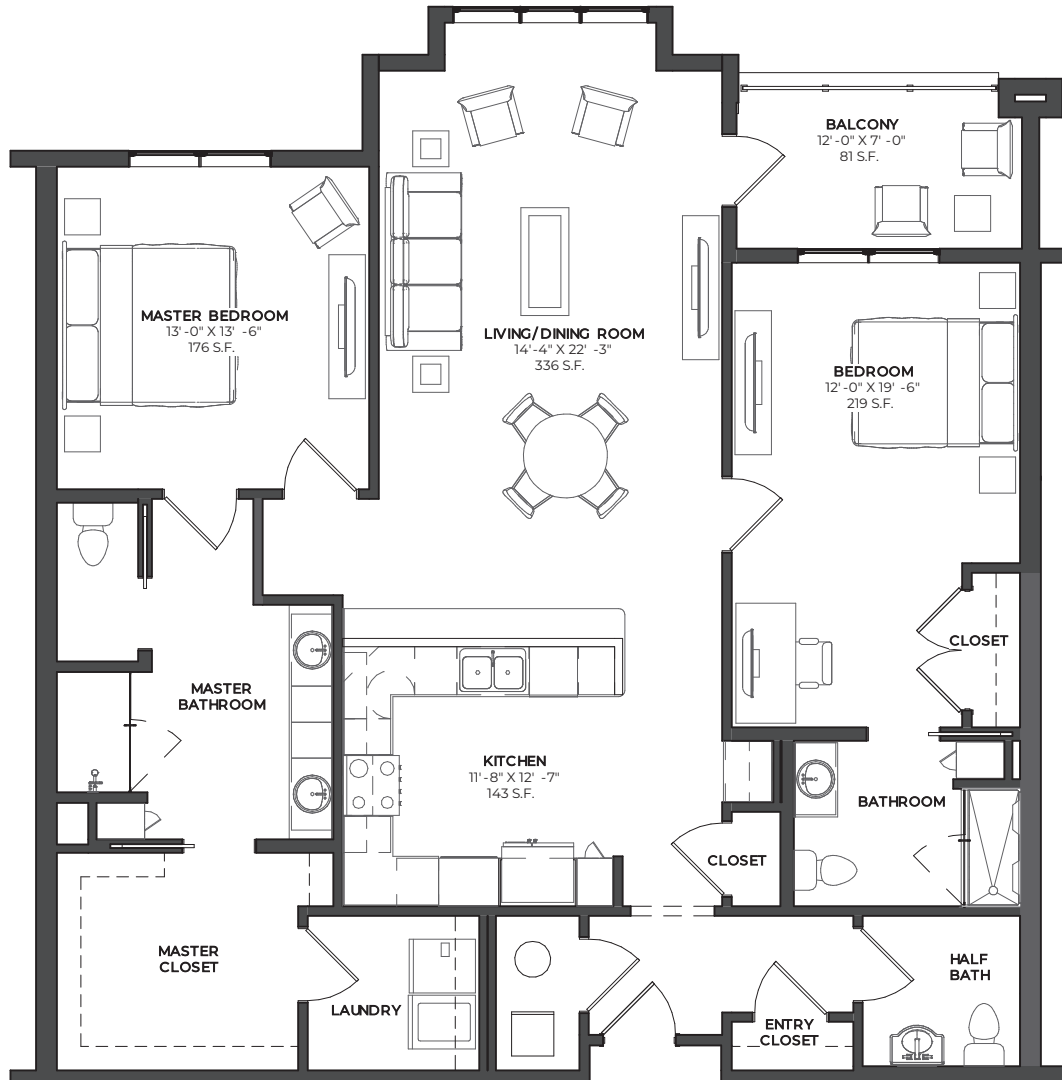 BALCONY
12'-0" X 7' -0"
81 S.F.
MASTER BEDROOM
13'-0" X 13' -6"
176 S.F.
LIVING/DINING ROOM
14'-4" X 22' -3"
336 S.F.
BEDROOM
12'-0" X 19' -6"
219 S.F.
CLOSET
MASTER
BATHROOM
KITCHEN
11'-8" X 12' -7"
143 S.F.
BATHROOM
CLOSET
MASTER
CLOSET
HALF
BATH
LAUNDRY
ENTRY
CLOSET